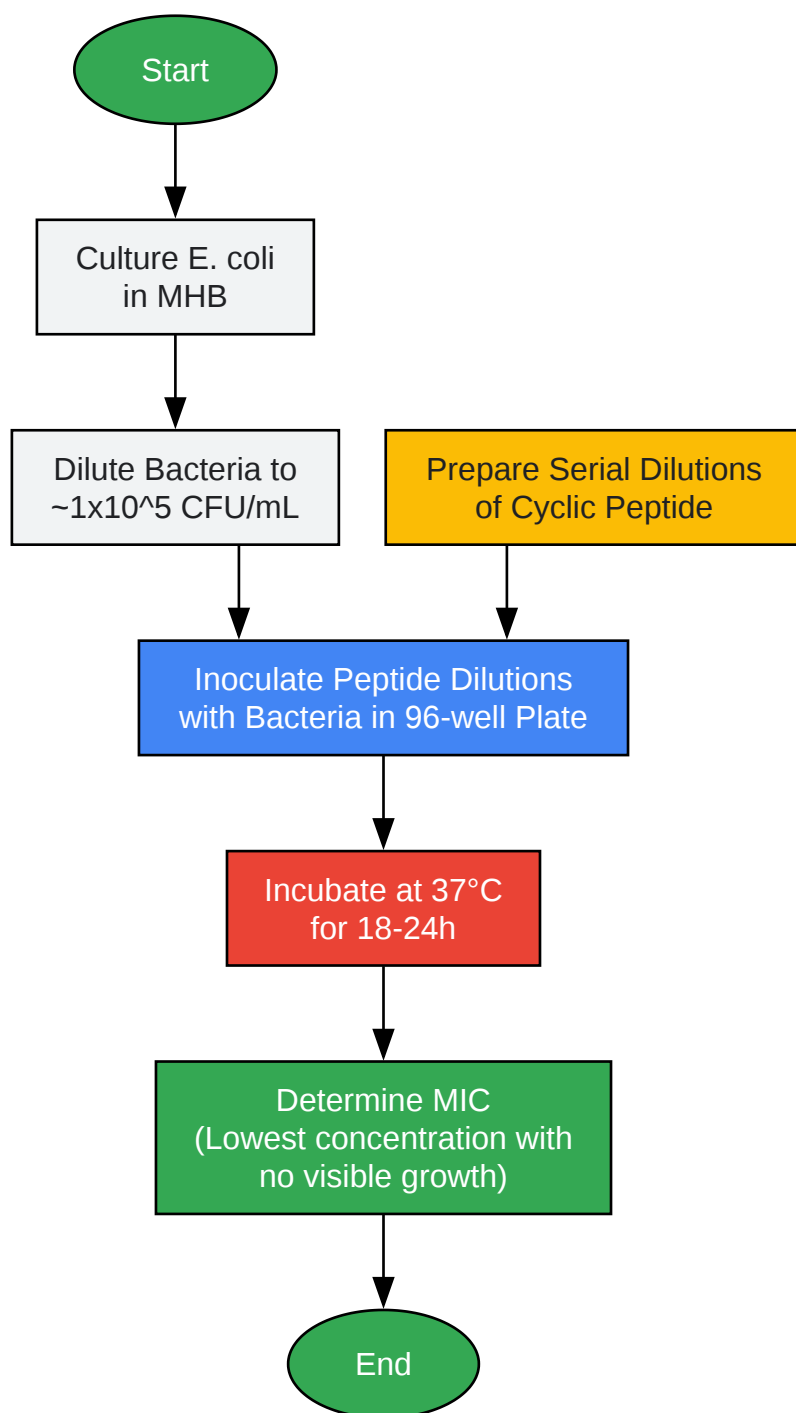 Start
Culture E. coli
in MHB
Dilute Bacteria to
~1x10^5 CFU/mL
Prepare Serial Dilutions
of Cyclic Peptide
Inoculate Peptide Dilutions
with Bacteria in 96-well Plate
Incubate at 37°C
for 18-24h
Determine MIC
(Lowest concentration with
no visible growth)
End